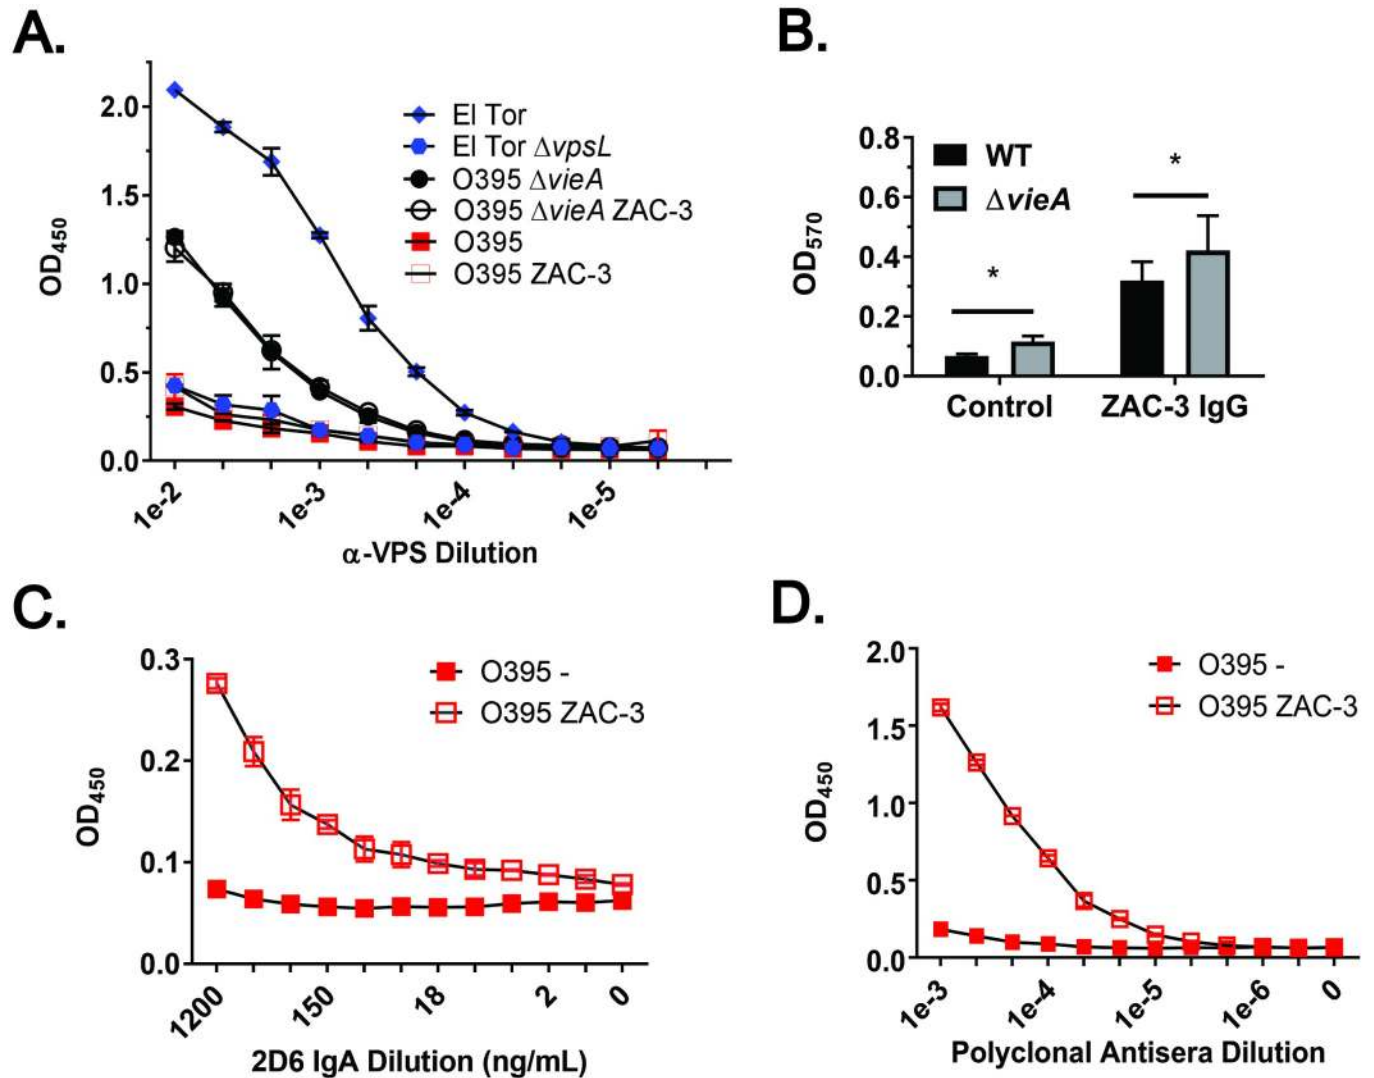 A.
2.0
1.5
1.0
0.5
0.0
OD450
El Tor
El Tor ΔvpsL
O395 ΔvieA
O395 ΔvieA ZAC-3
O395
O395 ZAC-3
1e-2
1e-3
1e-4
1e-5
α-VPS Dilution
B.
0.8
0.6
0.4
0.2
0.0
OD570
WT
ΔvieA
*
*
Control
ZAC-3 IgG
C.
0.3
0.2
0.1
0.0
OD450
O395 -
O395 ZAC-3
1200
150
18
2
0
2D6 IgA Dilution (ng/mL)
D.
2.0
1.5
1.0
0.5
0.0
OD450
O395 -
O395 ZAC-3
1e-3
1e-4
1e-5
1e-6
0
Polyclonal Antisera Dilution